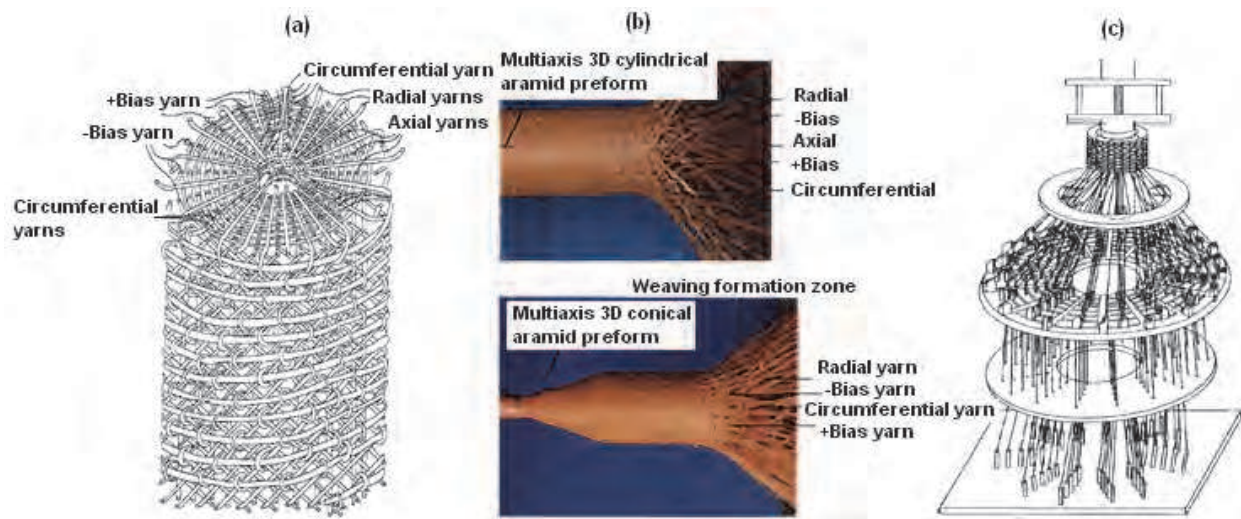 (a)
Circumferential yarn
+Bias yarn
Radial yarns
-Bias yarn
Axial yarns
Circumferential
yarns
(b)
Multiaxis 3D cylindrical
aramid preform
Radial
-Bias
Axial
+Bias
Circumferential
Weaving formation zone
Multiaxis 3D conical
aramid preform
Radial yarn
-Bias yarn
Circumferential yarn
+Bias yarn
(c)